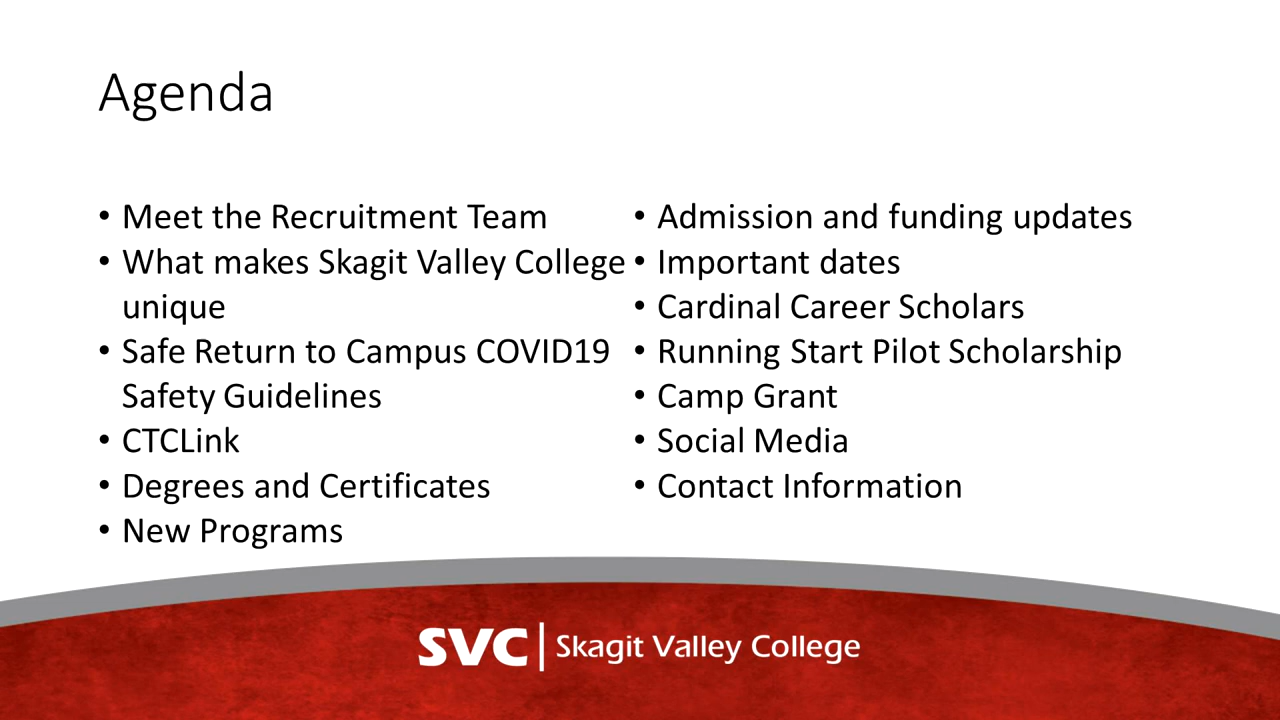 Agenda
• Meet the Recruitment Team
• What makes Skagit Valley College
unique
• Safe Return to Campus COVID19
Safety Guidelines
• CTCLink
• Degrees and Certificates
• New Programs
• Admission and funding updates
• Important dates
• Cardinal Career Scholars
• Running Start Pilot Scholarship
• Camp Grant
• Social Media
• Contact Information
SVC | Skagit Valley College